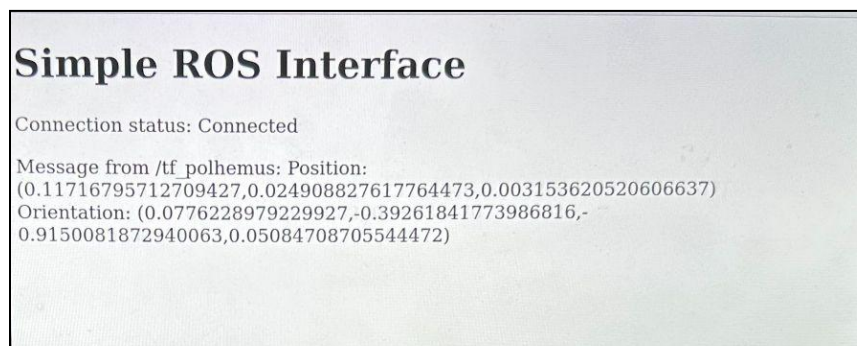 Simple ROS Interface
Connection status: Connected
Message from /tf_polhemus: Position:
(0.11716795712709427,0.024908827617764473,0.003153620520606637)
Orientation: (0.0776228979229927,-0.39261841773986816,-
0.9150081872940063,0.05084708705544472)